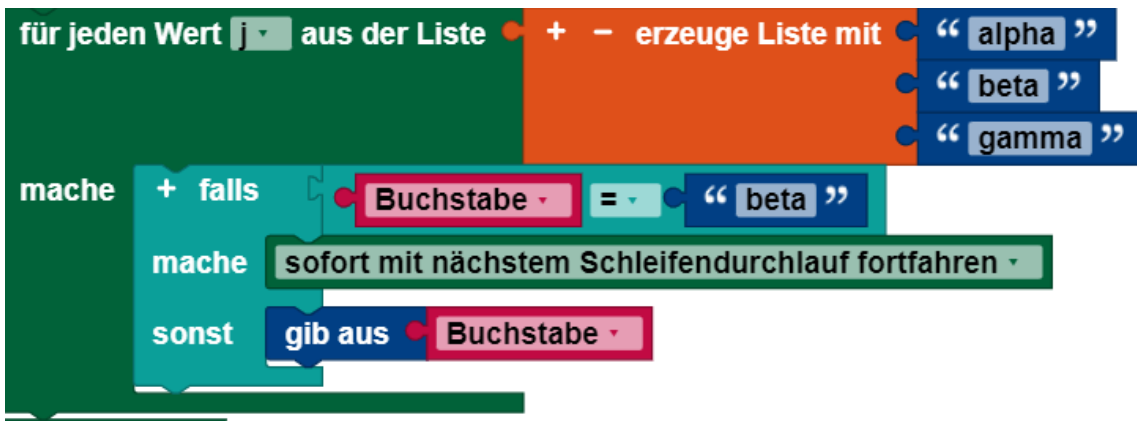 für jeden Wert j aus der Liste + − erzeuge Liste mit “ alpha ”
“ beta ”
“ gamma ”
mache + falls Buchstabe = “ beta ”
mache sofort mit nächstem Schleifendurchlauf fortfahren
sonst gib aus Buchstabe